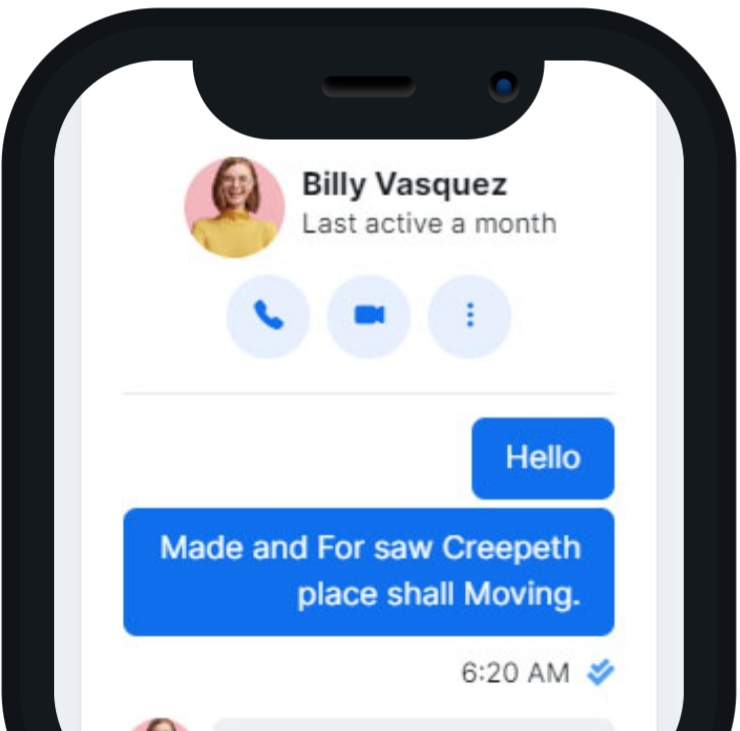 Billy Vasquez
Last active a month
Hello
Made and For saw Creepeth
place shall Moving.
6:20 AM